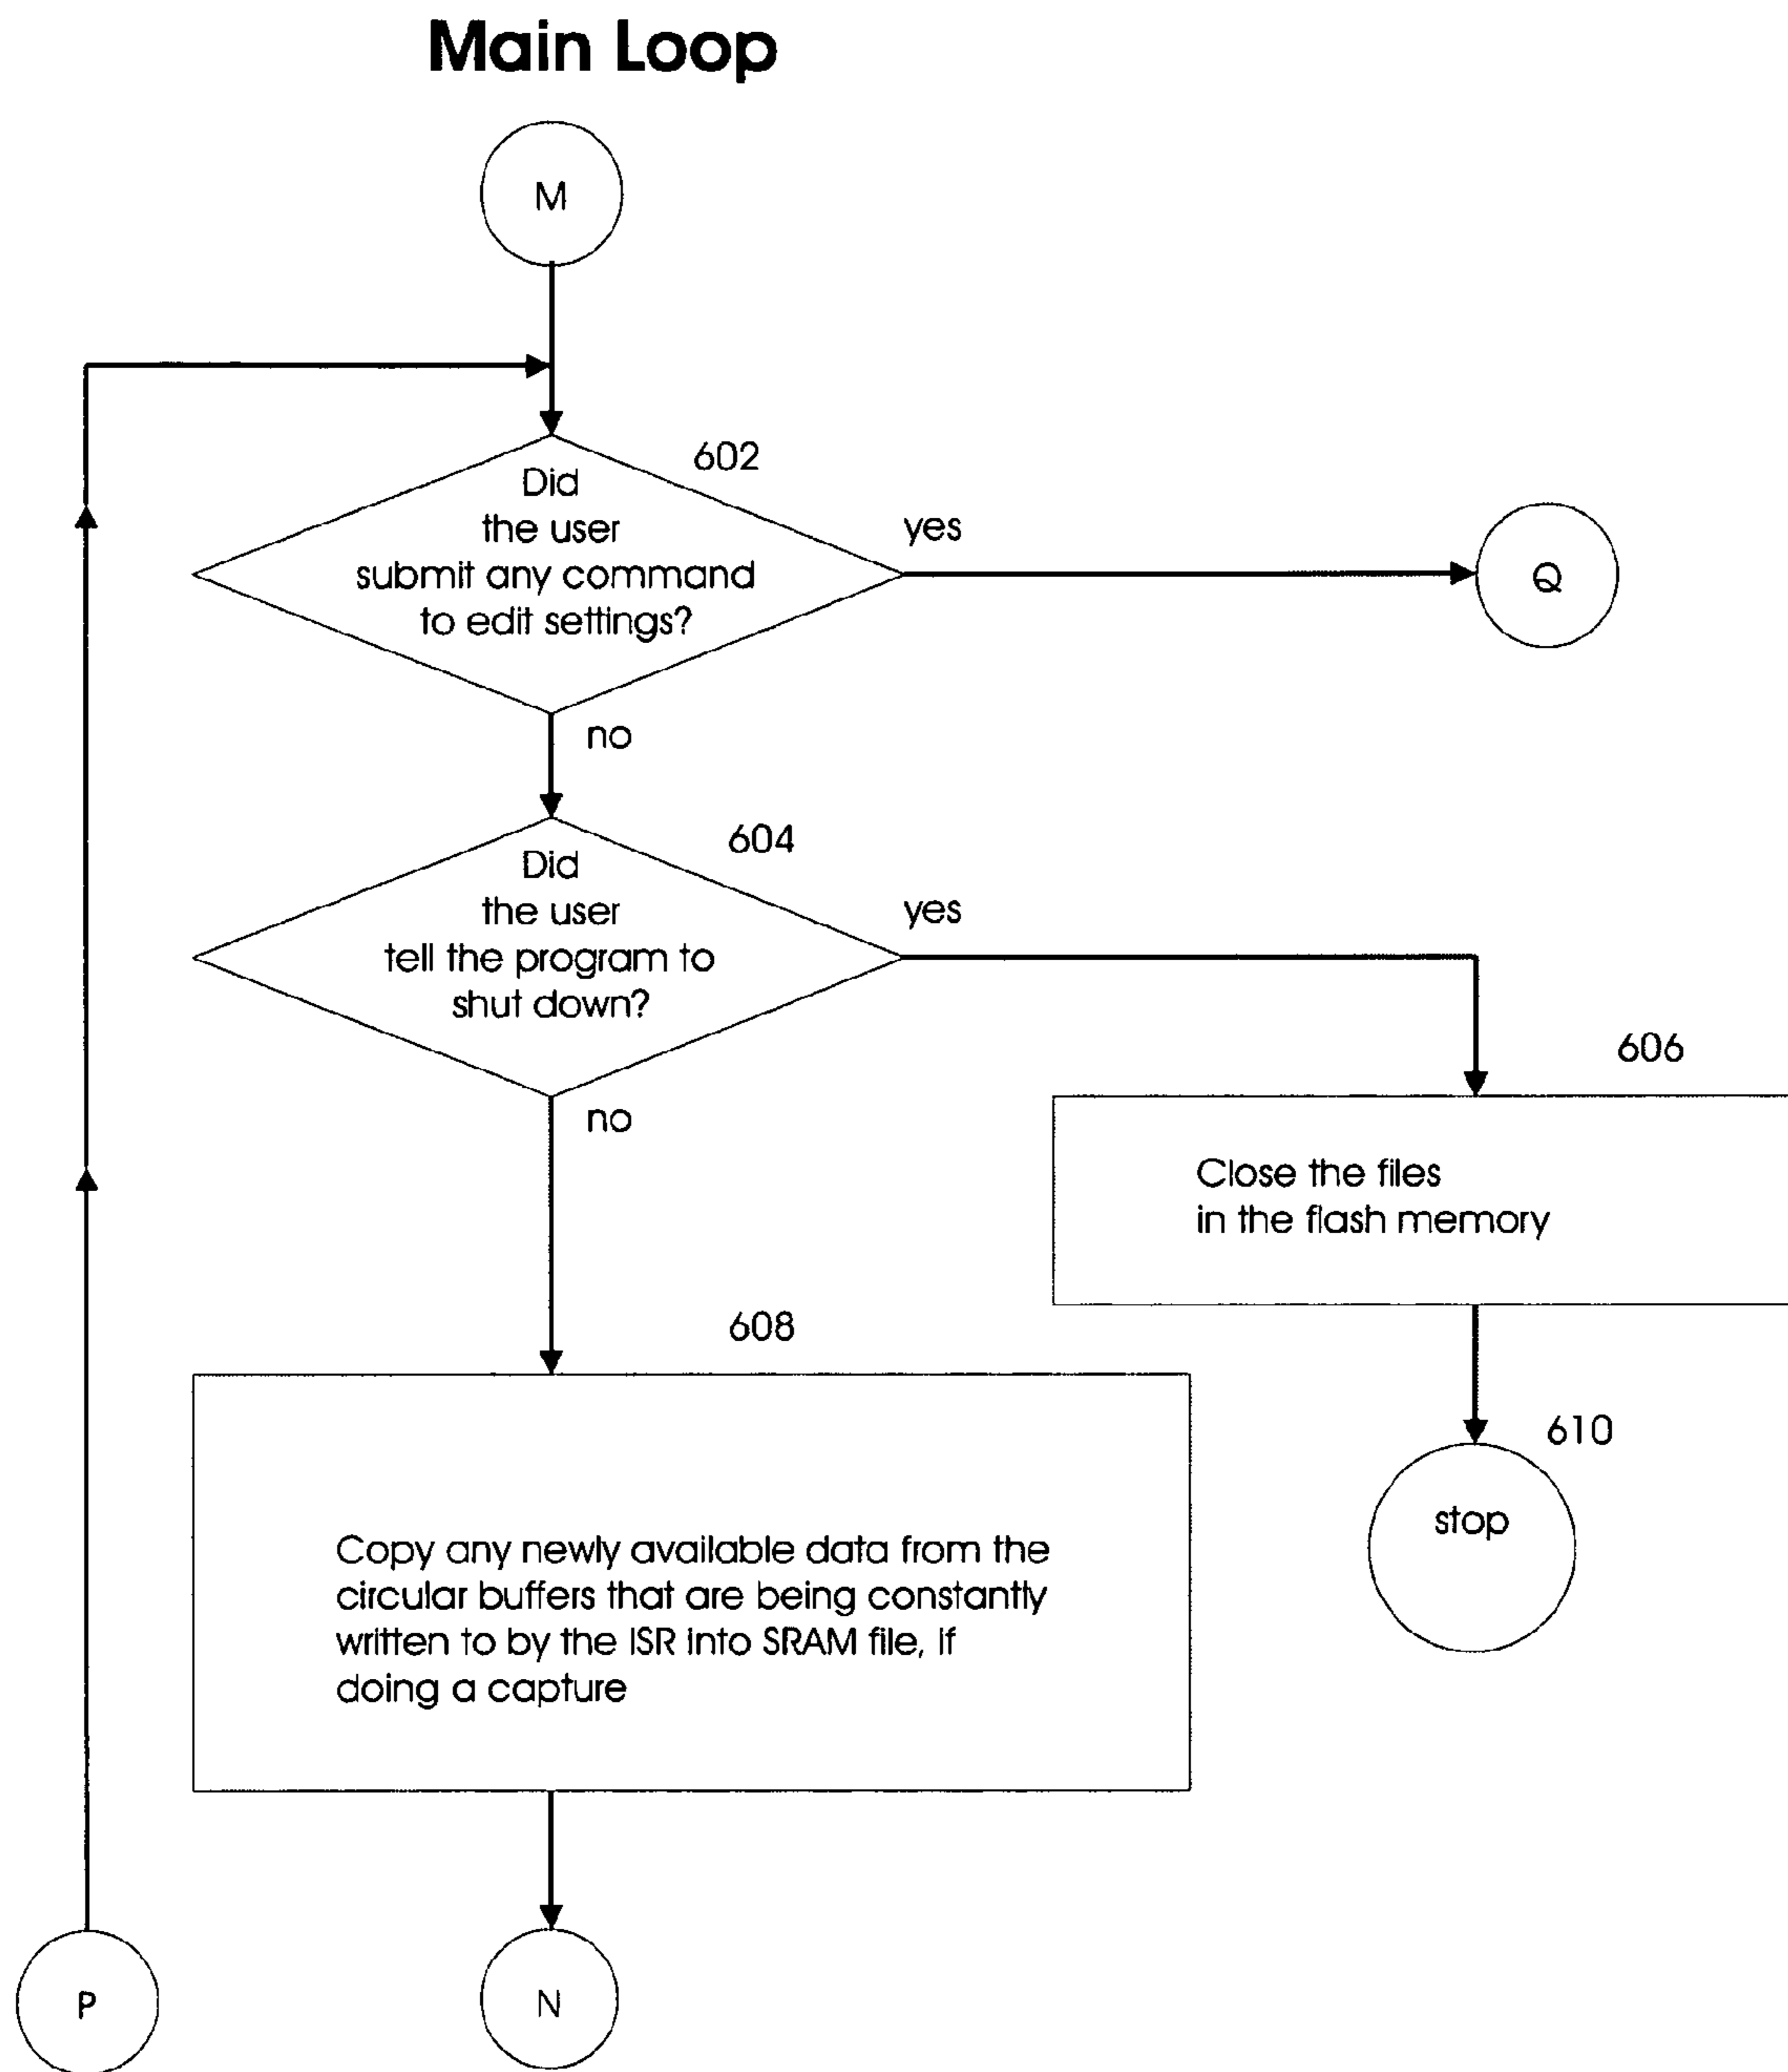 Main Loop
M
602
Did
the user
submit any command
to edit settings?
yes
Q
no
604
Did
the user
tell the program to
shut down?
yes
606
no
Close the files
in the flash memory
608
610
stop
Copy any newly available data from the
circular buffers that are being constantly
written to by the ISR into SRAM file, if
doing a capture
P
N